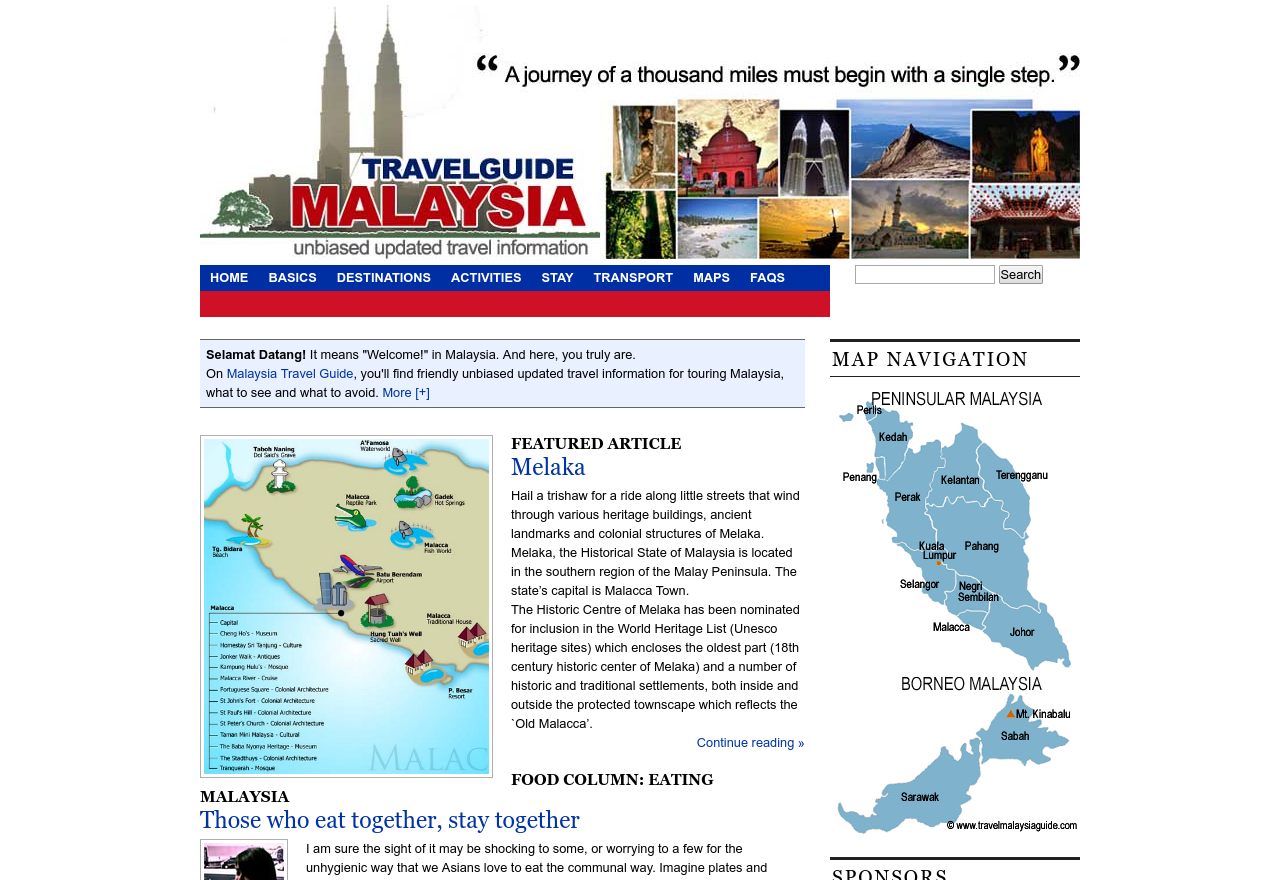 “ A journey of a thousand miles must begin with a single step. ”
TRAVELGUIDE
MALAYSIA
unbiased updated travel information
HOME BASICS DESTINATIONS ACTIVITIES STAY TRANSPORT MAPS FAQS
Search
Selamat Datang! It means "Welcome!" in Malaysia. And here, you truly are.
On Malaysia Travel Guide, you'll find friendly unbiased updated travel information for touring Malaysia,
what to see and what to avoid. More [+]
Taboh Naning
Dol Said's Grave
A'Famosa
Waterworld
Malacca
Reptile Park
Gadek
Hot Springs
Tg. Bidara
Beach
Malacca
Fish World
Batu Berendam
Airport
Malacca
Capital
Cheng Ho's - Museum
Homestay Sri Tanjung - Culture
Jonker Walk - Antiques
Kampung Hulu's - Mosque
Malacca River - Cruise
Portuguese Square - Colonial Architecture
St John's Fort - Colonial Architecture
St Paul's Hill - Colonial Architecture
St Peter's Church - Colonial Architecture
Taman Mini Malaysia - Cultural
The Baba Nyonya Heritage - Museum
The Stadthuys - Colonial Architecture
Tranquerah - Mosque
Hang Tuah's Well
Sacred Well
Malacca
Traditional House
P. Besar
Resort
MALAC
FEATURED ARTICLE
Melaka
Hail a trishaw for a ride along little streets that wind
through various heritage buildings, ancient
landmarks and colonial structures of Melaka.
Melaka, the Historical State of Malaysia is located
in the southern region of the Malay Peninsula. The
state’s capital is Malacca Town.
The Historic Centre of Melaka has been nominated
for inclusion in the World Heritage List (Unesco
heritage sites) which encloses the oldest part (18th
century historic center of Melaka) and a number of
historic and traditional settlements, both inside and
outside the protected townscape which reflects the
`Old Malacca’.
Continue reading »
FOOD COLUMN: EATING
MALAYSIA
Those who eat together, stay together
I am sure the sight of it may be shocking to some, or worrying to a few for the
unhygienic way that we Asians love to eat the communal way. Imagine plates and
MAP NAVIGATION
PENINSULAR MALAYSIA
Perlis
Kedah
Penang
Perak
Kelantan
Terengganu
Kuala
Lumpur
Pahang
Selangor
Negri
Sembilan
Malacca
Johor
BORNEO MALAYSIA
Mt. Kinabalu
Sabah
Sarawak
© www.travelmalaysiaguide.com
SPONSORS